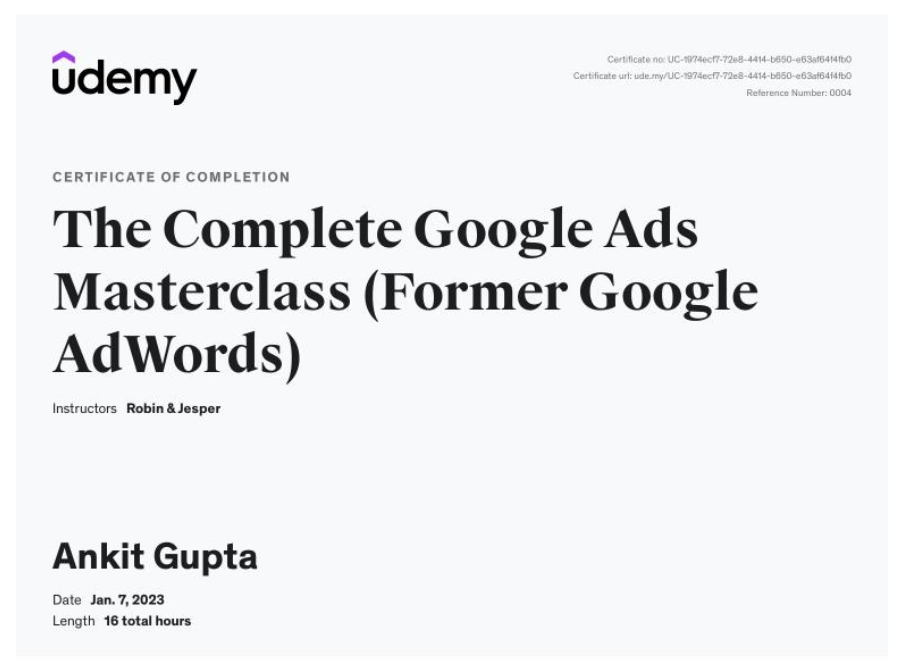 udemy
Certificate no: UC-1974ecf7-72e8-4414-b650-e63af64f4fb0
Certificate url: ude.my/UC-1974ecf7-72e8-4414-b650-e63af64f4fb0
Reference Number: 0004
CERTIFICATE OF COMPLETION
The Complete Google Ads
Masterclass (Former Google
AdWords)
Instructors Robin & Jesper
Ankit Gupta
Date Jan. 7, 2023
Length 16 total hours